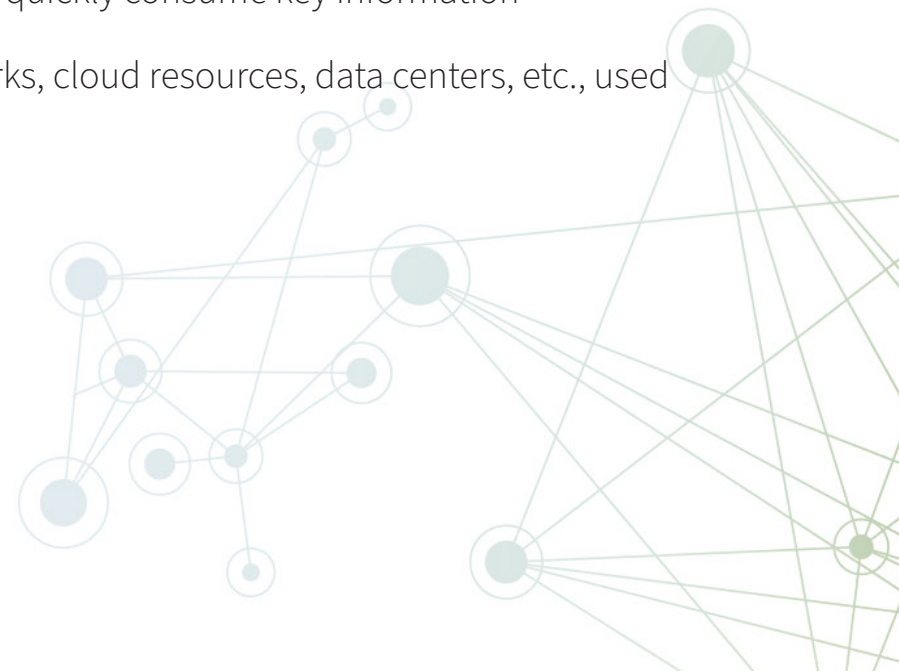 quickly consume key information
rks, cloud resources, data centers, etc., used